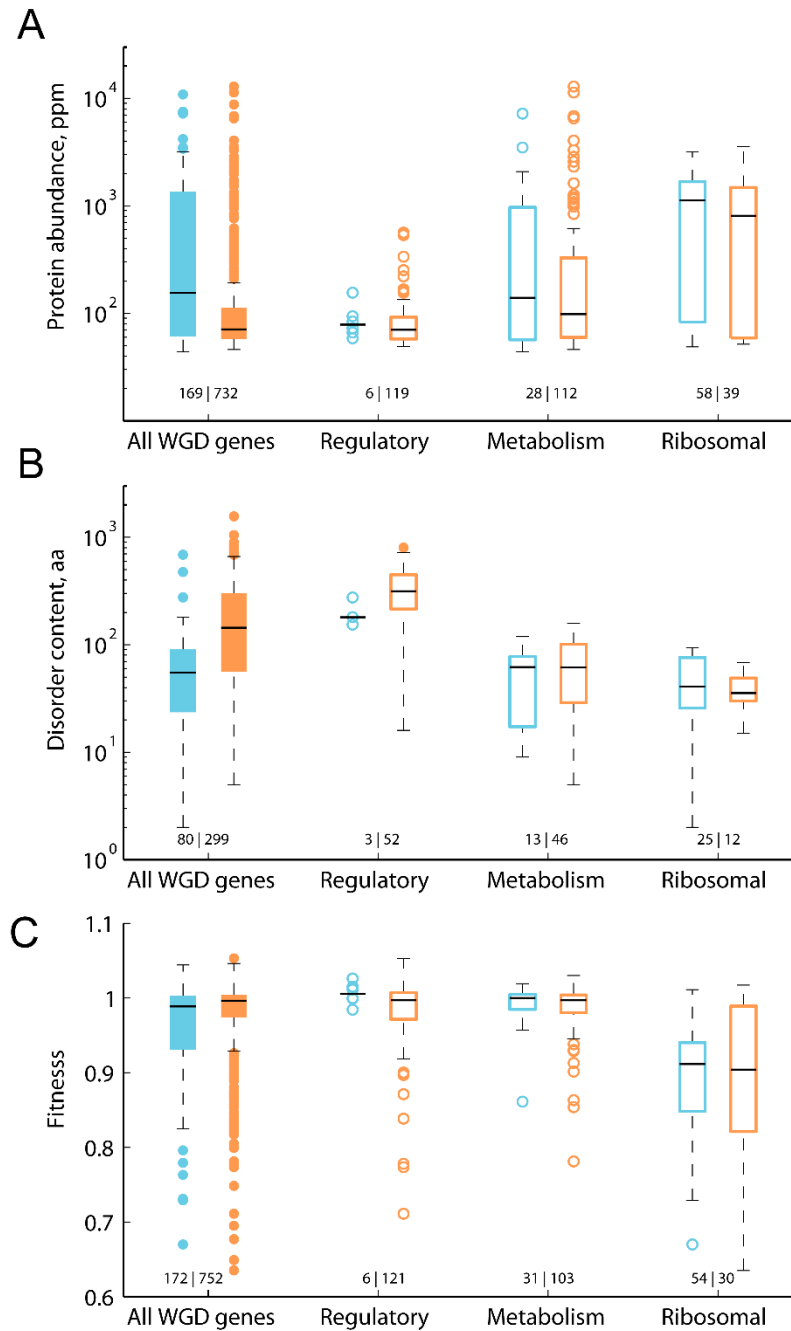 A
Protein abundance, ppm
10^4
10^3
10^2
169|732
6|119
28|112
58|39
All WGD genes
Regulatory
Metabolism
Ribosomal
B
Disorder content, aa
10^3
10^2
10^1
10^0
80|299
3|52
13|46
25|12
All WGD genes
Regulatory
Metabolism
Ribosomal
C
Fitnesss
1.1
1
0.9
0.8
0.7
0.6
172|752
6|121
31|103
54|30
All WGD genes
Regulatory
Metabolism
Ribosomal